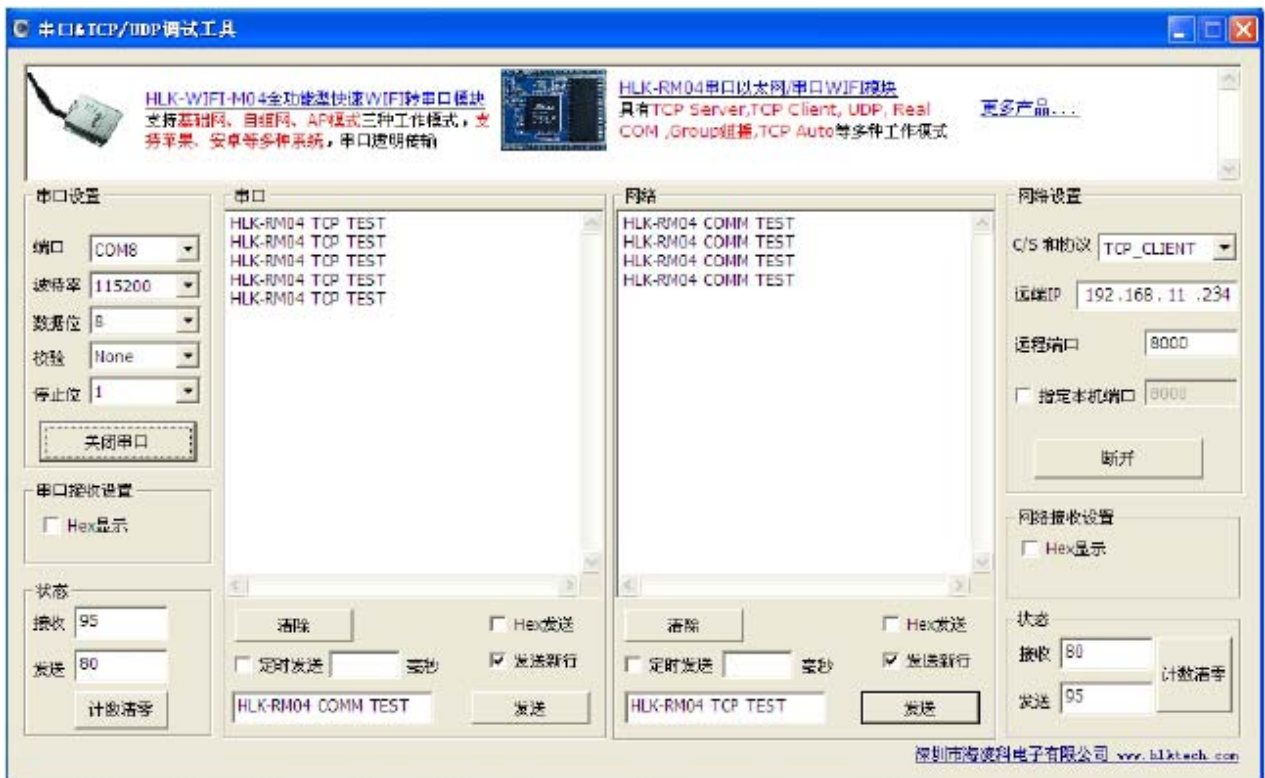 串口&TCP/UDP调试工具
HLK-WIFI-M04全功能型快速WIFI转串口模块
支持基础网、自组网、AP模式三种工作模式，支
持苹果、安卓等多种系统，串口透明传输
HLK-RM04串口以太网/串口WIFI模块
具有TCP Server,TCP Client, UDP, Real
COM ,Group组播,TCP Auto等多种工作模式
更多产品...
串口设置
端口 COM8
波特率 115200
数据位 8
校验 None
停止位 1
关闭串口
串口接收设置
Hex显示
状态
接收 95
发送 80
计数清零
串口
HLK-RM04 TCP TEST
HLK-RM04 TCP TEST
HLK-RM04 TCP TEST
HLK-RM04 TCP TEST
HLK-RM04 TCP TEST
清除
Hex发送
定时发送 毫秒
发送新行
HLK-RM04 COMM TEST
发送
网络
HLK-RM04 COMM TEST
HLK-RM04 COMM TEST
HLK-RM04 COMM TEST
HLK-RM04 COMM TEST
清除
Hex发送
定时发送 毫秒
发送新行
HLK-RM04 TCP TEST
发送
网络设置
C/S 和协议 TCP_CLIENT
远端IP 192.168. 11 .234
远程端口 8000
指定本机端口 8000
断开
网络接收设置
Hex显示
状态
接收 80
发送 95
计数清零
深圳市海凌科电子有限公司 www.hlktech.com